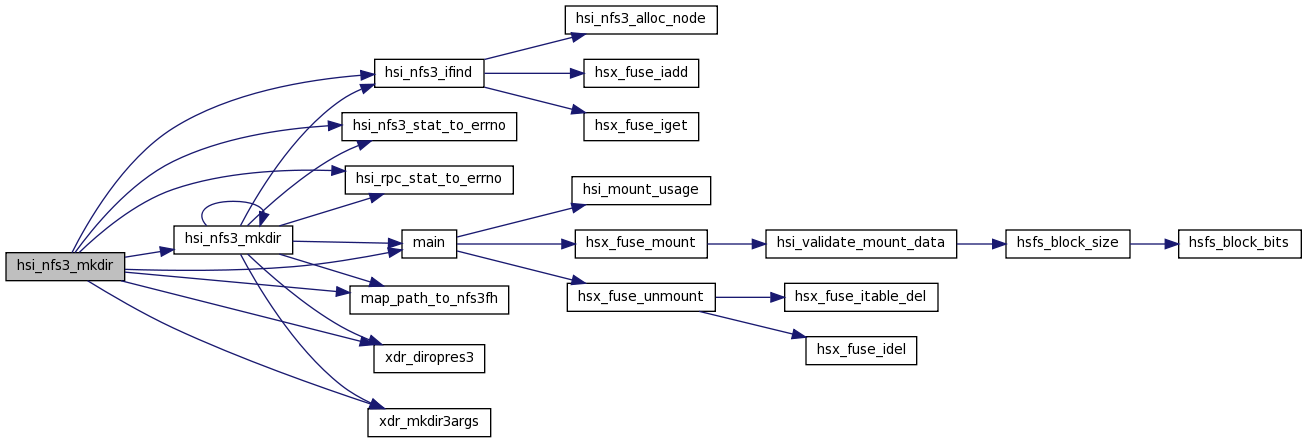 hsi_nfs3_mkdir
hsi_nfs3_mkdir
hsi_nfs3_ifind
hsi_nfs3_stat_to_errno
hsi_rpc_stat_to_errno
main
map_path_to_nfs3fh
xdr_diropres3
xdr_mkdir3args
hsi_nfs3_alloc_node
hsx_fuse_iadd
hsx_fuse_iget
hsi_mount_usage
hsx_fuse_mount
hsx_fuse_unmount
hsi_validate_mount_data
hsx_fuse_itable_del
hsx_fuse_idel
hsfs_block_size
hsfs_block_bits